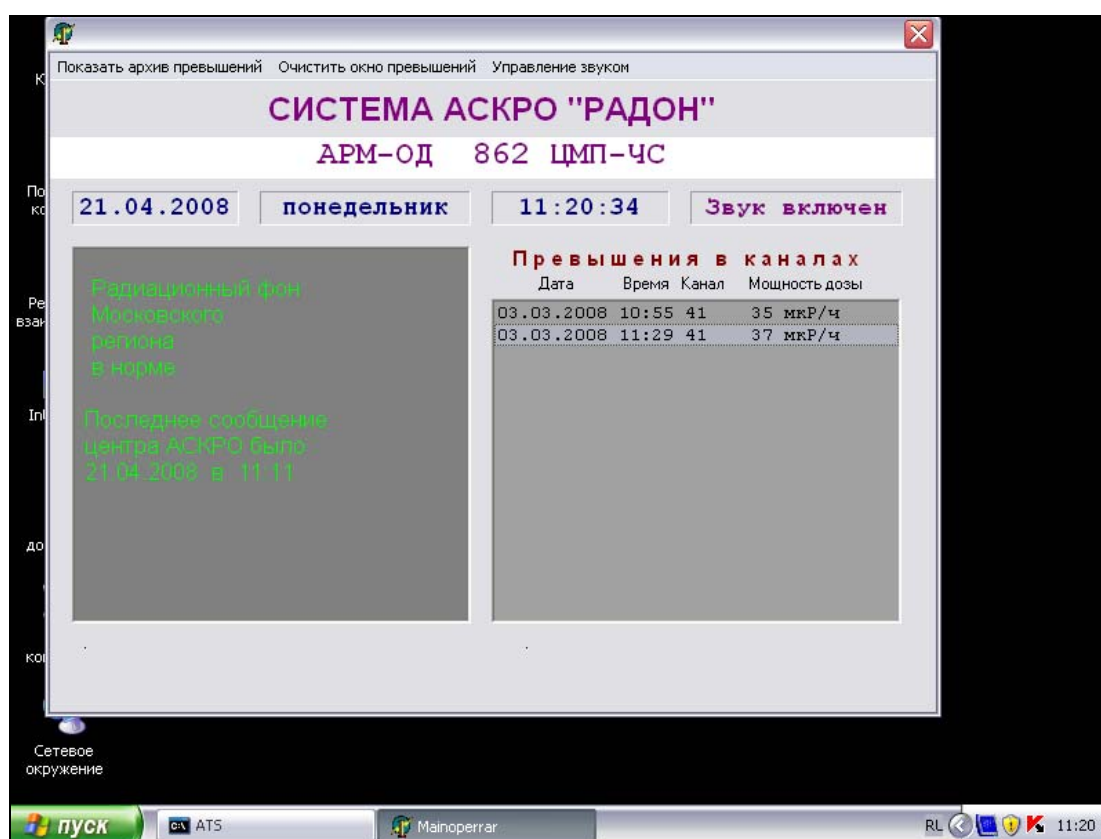 Показать архив превышений Очистить окно превышений Управление звуком
СИСТЕМА АСКРО "РАДОН"
АРМ-ОД 862 ЦМП-ЧС
21.04.2008 понедельник 11:20:34 Звук включен
Радиационный фон
Московского
региона
в норме
Последнее сообщение
центра АСКРО было
21.04.2008 в 11:11
Превышения в каналах
Дата Время Канал Мощность дозы
03.03.2008 10:55 41 35 мкР/ч
03.03.2008 11:29 41 37 мкР/ч
Сетевое
окружение
пуск ATS Mainoperrar RL 11:20